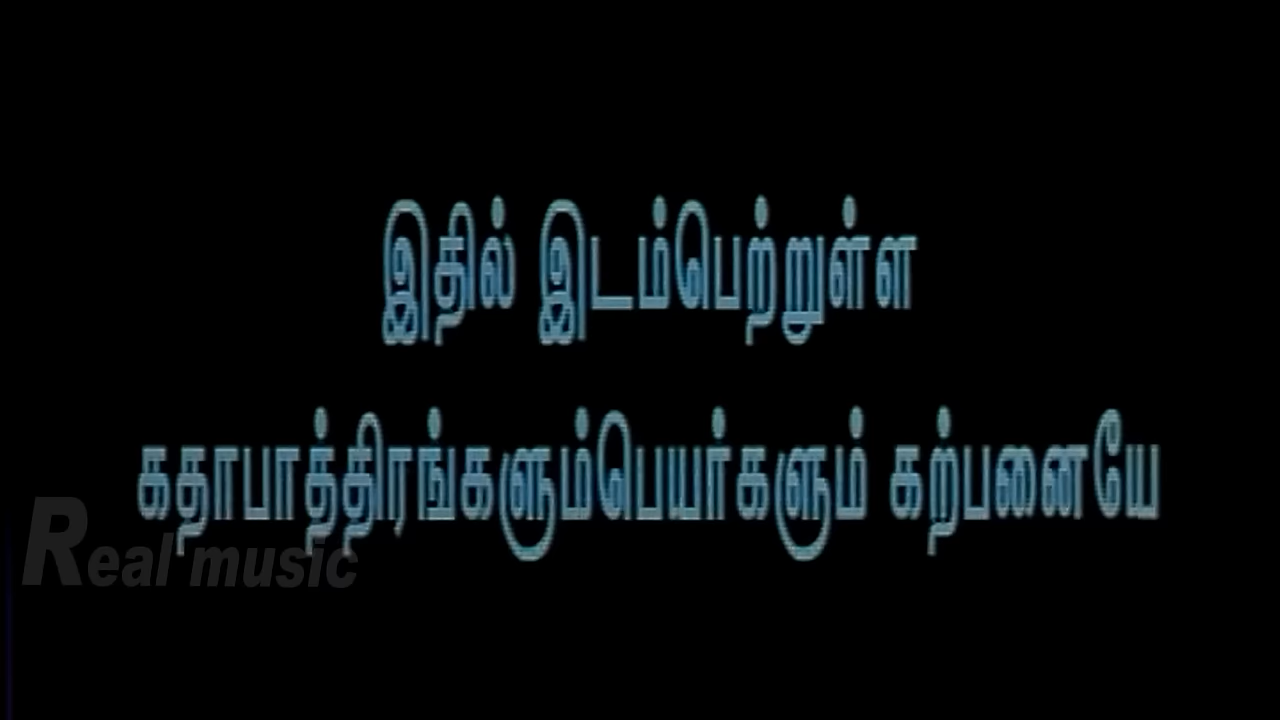 இதில் இடம்பெற்றுள்ள
கதாபாத்திரங்களும்பெயர்களும் கற்பனையே
Real music